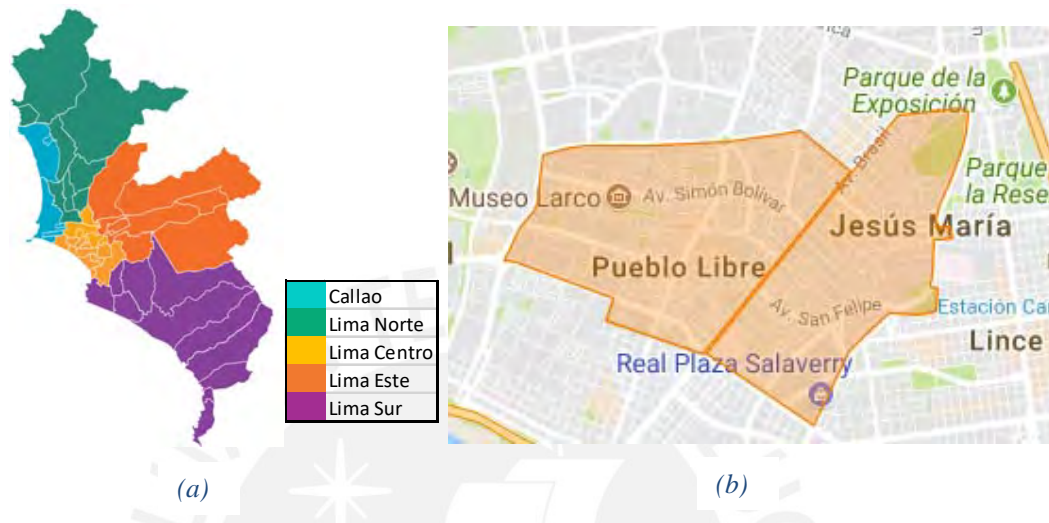 Callao
Lima Norte
Lima Centro
Lima Este
Lima Sur
(a)
Parque de la
Exposición
Av. Brasil
Parque
la Rese
Museo Larco
Av. Simón Bolívar
Jesús María
Pueblo Libre
Av. San Felipe
Estación Ca
Lince
Real Plaza Salaverry
(b)